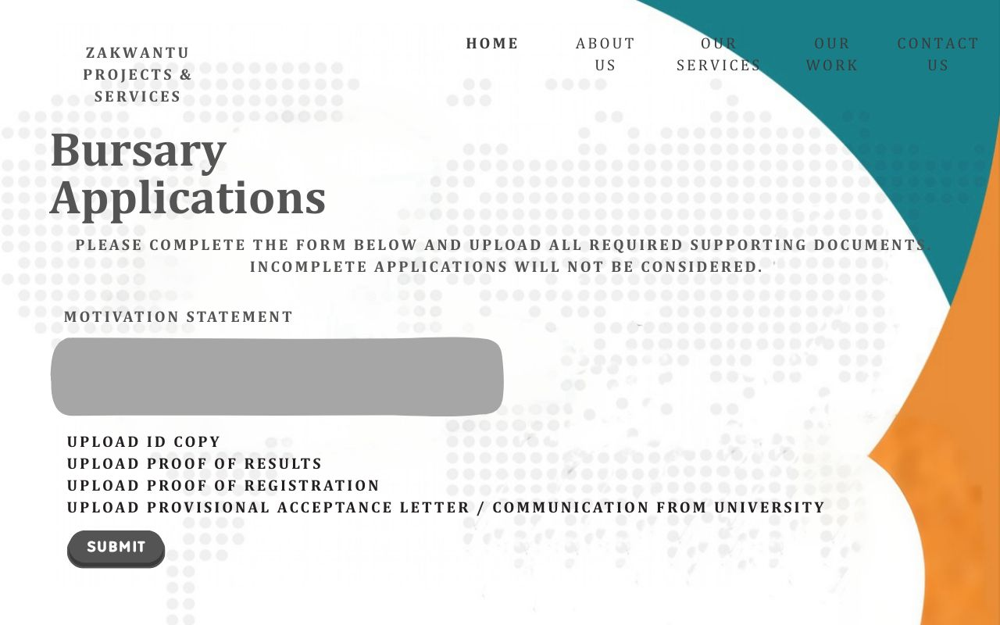 ZAKWANTU
PROJECTS &
SERVICES
HOME
ABOUT
US
OUR
SERVICES
OUR
WORK
CONTACT
US
Bursary
Applications
PLEASE COMPLETE THE FORM BELOW AND UPLOAD ALL REQUIRED SUPPORTING DOCUMENTS.
INCOMPLETE APPLICATIONS WILL NOT BE CONSIDERED.
MOTIVATION STATEMENT
UPLOAD ID COPY
UPLOAD PROOF OF RESULTS
UPLOAD PROOF OF REGISTRATION
UPLOAD PROVISIONAL ACCEPTANCE LETTER / COMMUNICATION FROM UNIVERSITY
SUBMIT